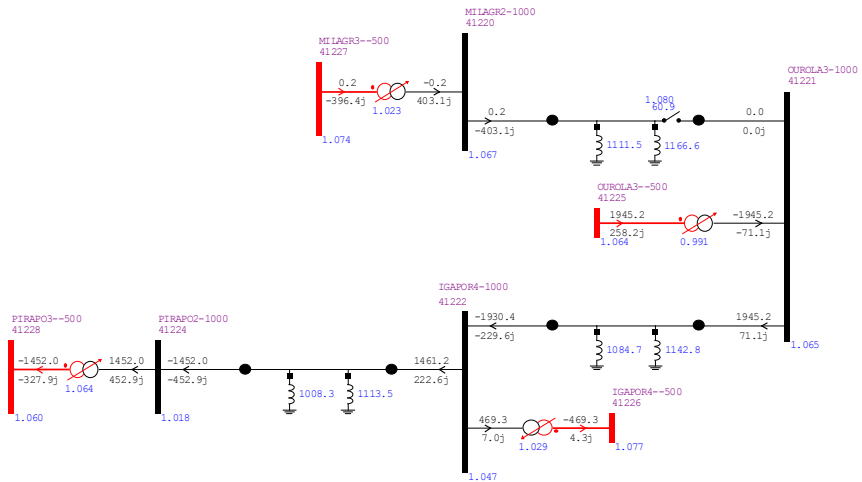 MILAGR2-1000
41220
MILAGR3--500
41227
0.2
-396.4j
1.023
-0.2
403.1j
1.074
0.2
-403.1j
1.067
1.080
60.9
1111.5
1166.6
0.0
0.0j
OUROLA3-1000
41221
OUROLA3--500
41225
1945.2
258.2j
1.064
0.991
-1945.2
-71.1j
IGAPOR4-1000
41222
-1930.4
-229.6j
1084.7
1142.8
1945.2
71.1j
1.065
PIRAPO3--500
41228
PIRAPO2-1000
41224
-1452.0
-327.9j
1.064
1452.0
452.9j
-1452.0
-452.9j
1008.3
1113.5
1461.2
222.6j
1.060
1.018
IGAPOR4--500
41226
469.3
7.0j
1.029
-469.3
4.3j
1.077
1.047